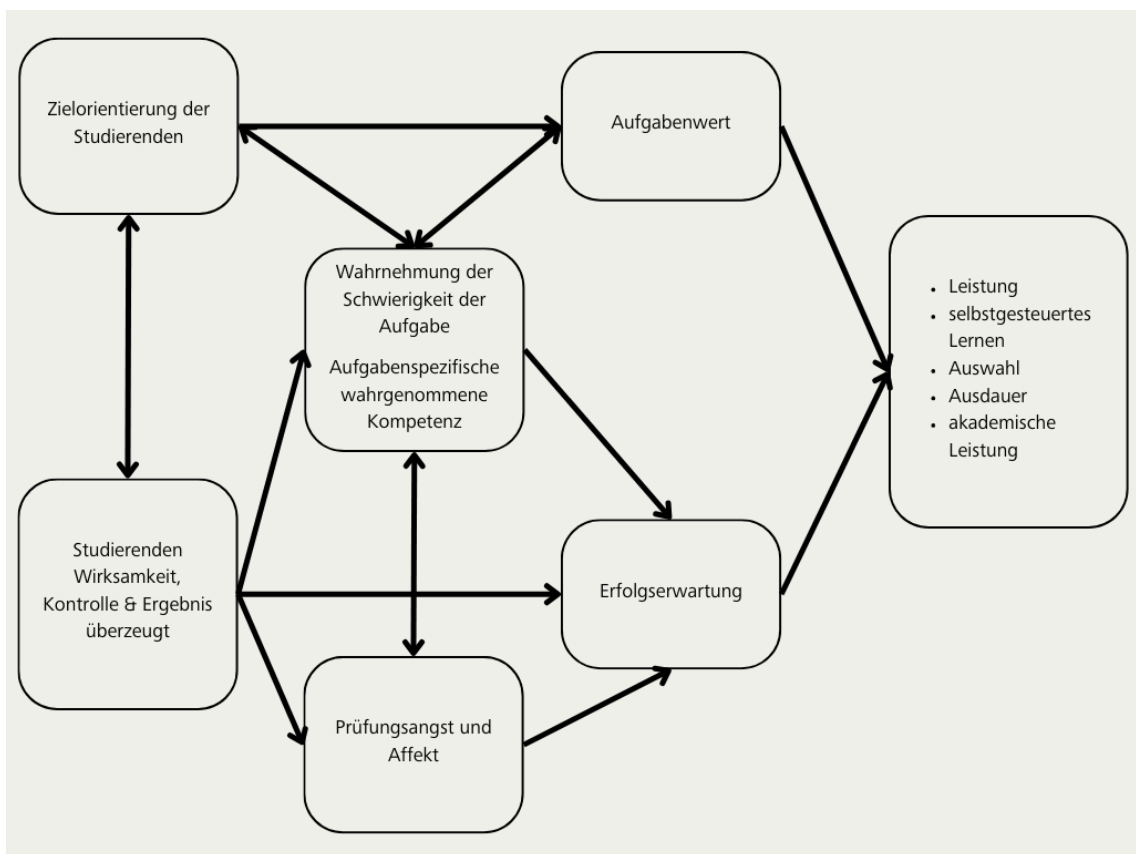 Zielorientierung der
Studierenden
Aufgabenwert
Wahrnehmung der
Schwierigkeit der
Aufgabe
Aufgabenspezifische
wahrgenommene
Kompetenz
• Leistung
• selbstgesteuertes
Lernen
• Auswahl
• Ausdauer
• akademische
Leistung
Studierenden
Wirksamkeit,
Kontrolle & Ergebnis
überzeugt
Erfolgserwartung
Prüfungsangst und
Affekt